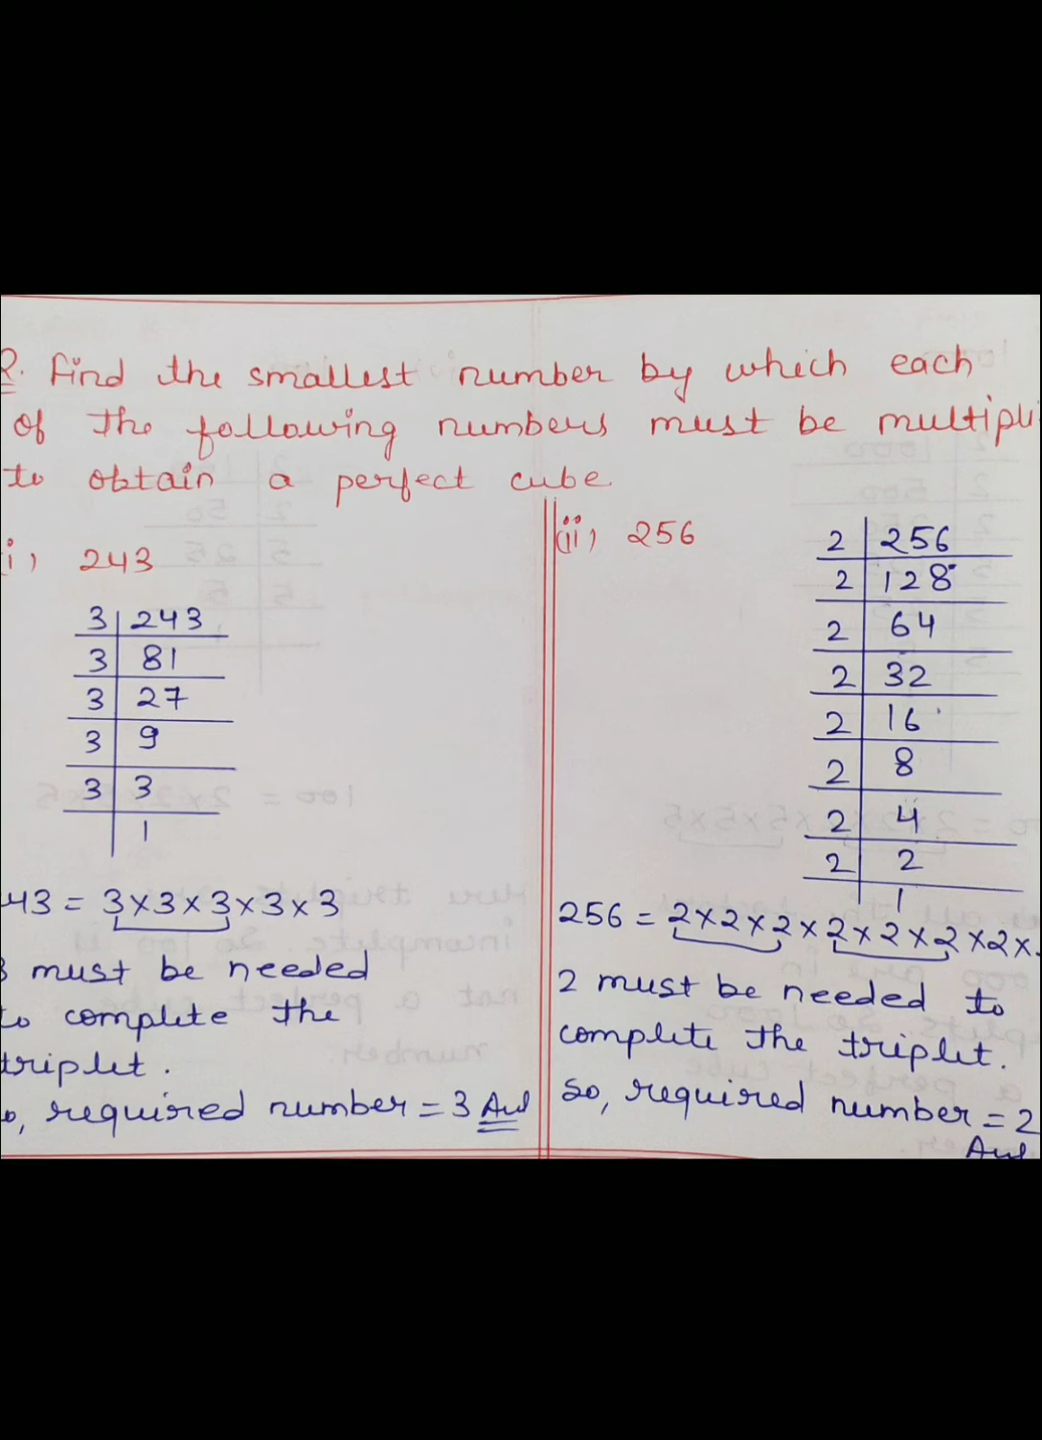 2. Find the smallest number by which each
of the following numbers must be multipli
to obtain a perfect cube.
i) 243
3 | 243
3 | 81
3 | 27
3 | 9
3 | 3
| 1
43 = 3×3×3×3×3
3 must be needed
to complete the
triplet.
so, required number = 3 Ans
(ii) 256
2 | 256
2 | 128
2 | 64
2 | 32
2 | 16
2 | 8
2 | 4
2 | 2
| 1
256 = 2×2×2×2×2×2×2×
2 must be needed to
complete the triplet.
So, required number = 2
Ans